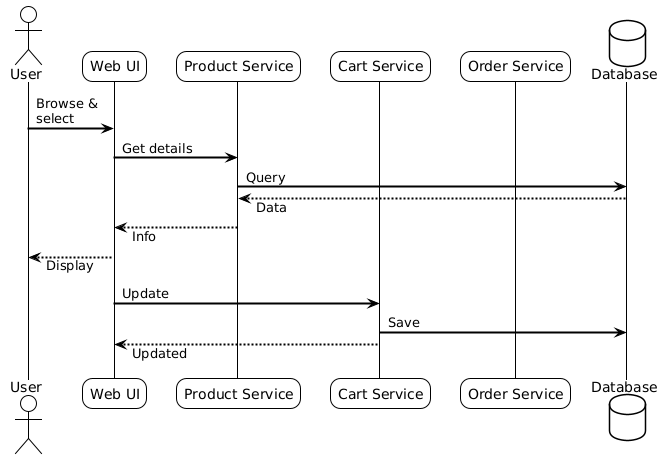 User
Web UI
Product Service
Cart Service
Order Service
Database
Browse &
select
Get details
Query
Data
Info
Display
Update
Save
Updated
User
Web UI
Product Service
Cart Service
Order Service
Database